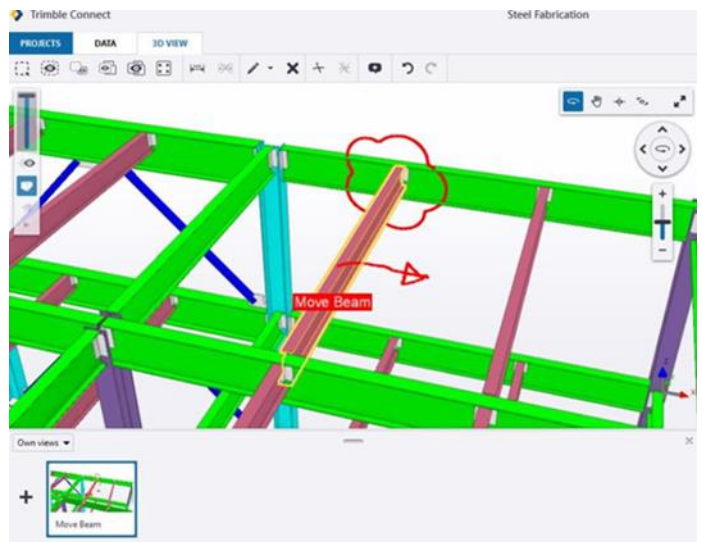 Trimble Connect
Steel Fabrication
PROJECTS DATA 3D VIEW
Move Beam
Own views
Move Beam